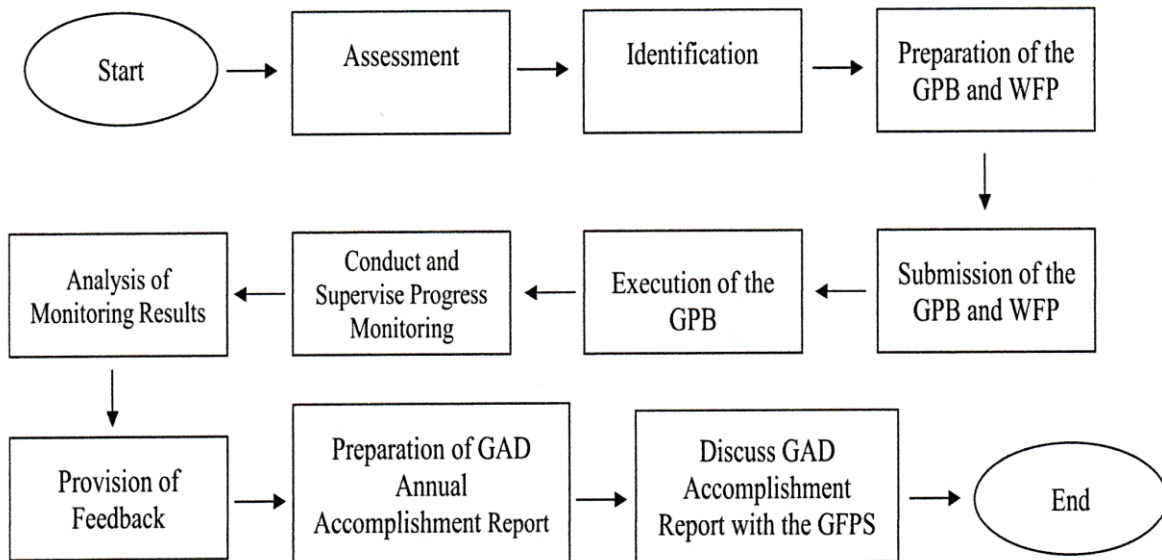 Start
Assessment
Identification
Preparation of the
GPB and WFP
Submission of the
GPB and WFP
Execution of the
GPB
Conduct and
Supervise Progress
Monitoring
Analysis of
Monitoring Results
Provision of
Feedback
Preparation of GAD
Annual
Accomplishment Report
Discuss GAD
Accomplishment
Report with the GFPS
End